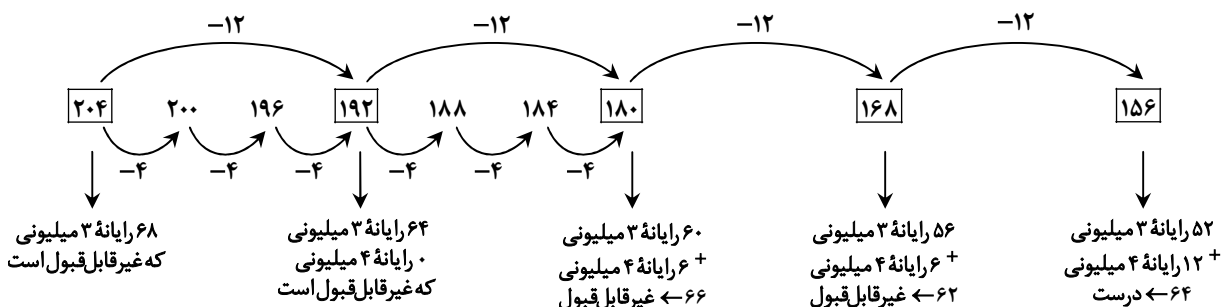 −۱۲ −۱۲ −۱۲ −۱۲
۲۰۴ ۲۰۰ ۱۹۶ ۱۹۲ ۱۸۸ ۱۸۴ ۱۸۰ ۱۶۸ ۱۵۶
−۴ −۴ −۴ −۴ −۴ −۴
۶۸ رایانهٔ ۳ میلیونی
که غیرقابل‌قبول است
۶۴ رایانهٔ ۳ میلیونی
۰ رایانهٔ ۴ میلیونی
که غیرقابل‌قبول است
۶۰ رایانهٔ ۳ میلیونی
+ ۶ رایانهٔ ۴ میلیونی
۶۶ ← غیرقابل‌قبول
۵۶ رایانهٔ ۳ میلیونی
+ ۶ رایانهٔ ۴ میلیونی
۶۲ ← غیرقابل‌قبول
۵۲ رایانهٔ ۳ میلیونی
+ ۱۲ رایانهٔ ۴ میلیونی
۶۴ ← درست